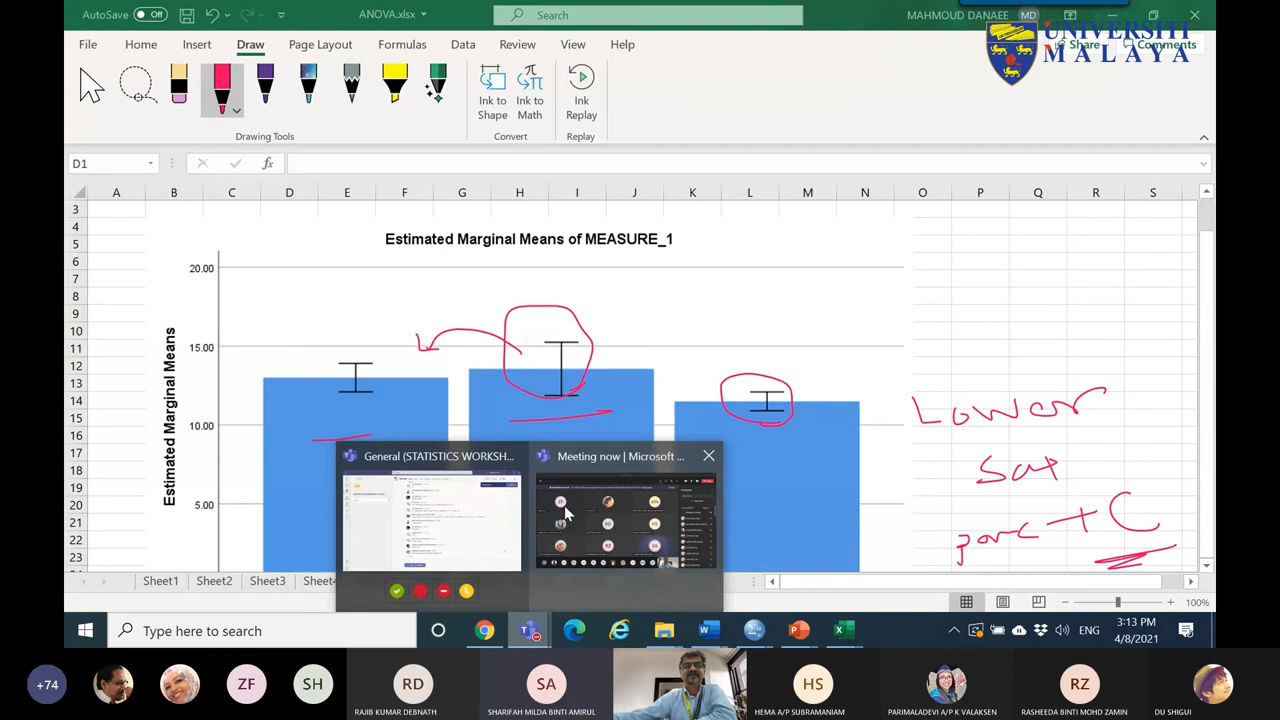 AutoSave Off
ANOVA.xlsx
Search
MAHMOUD DANAEE MD
UNIVERSITI
MALAYA
File Home Insert Draw Page Layout Formulas Data Review View Help
Share Comments
Ink to Shape
Ink to Math
Ink Replay
Drawing Tools Convert Replay
D1 fx
A B C D E F G H I J K L M N O P Q R S
3
4
5
6
7
8
9
10
11
12
13
14
15
16
17
18
19
20
21
22
23
Estimated Marginal Means of MEASURE_1
Estimated Marginal Means
20.00
15.00
10.00
5.00
Lower
General (STATISTICS WORKSH...
Meeting now | Microsoft ...
Sheet1 Sheet2 Sheet3 Sheet4
100%
Type here to search
ENG
3:13 PM
4/8/2021
+74 ZF SH RD SA HS RZ
RAJIB KUMAR DEBNATH
SHARIFAH MILDA BINTI AMIRUL
HEMA A/P SUBRAMANIAM
PARIMALADEVI A/P K VALAKSEN
RASHEEDA BINTI MOHD ZAMIN
DU SHIGUI